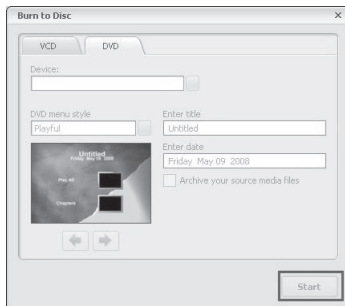 Burn to Disc
VCD
DVD
Device:
DVD menu style
Playful
Enter title
Untitled
Enter date
Friday May 09 2008
Archive your source media files
Untitled
Friday May 09 2008
Play All
Chapters
Start